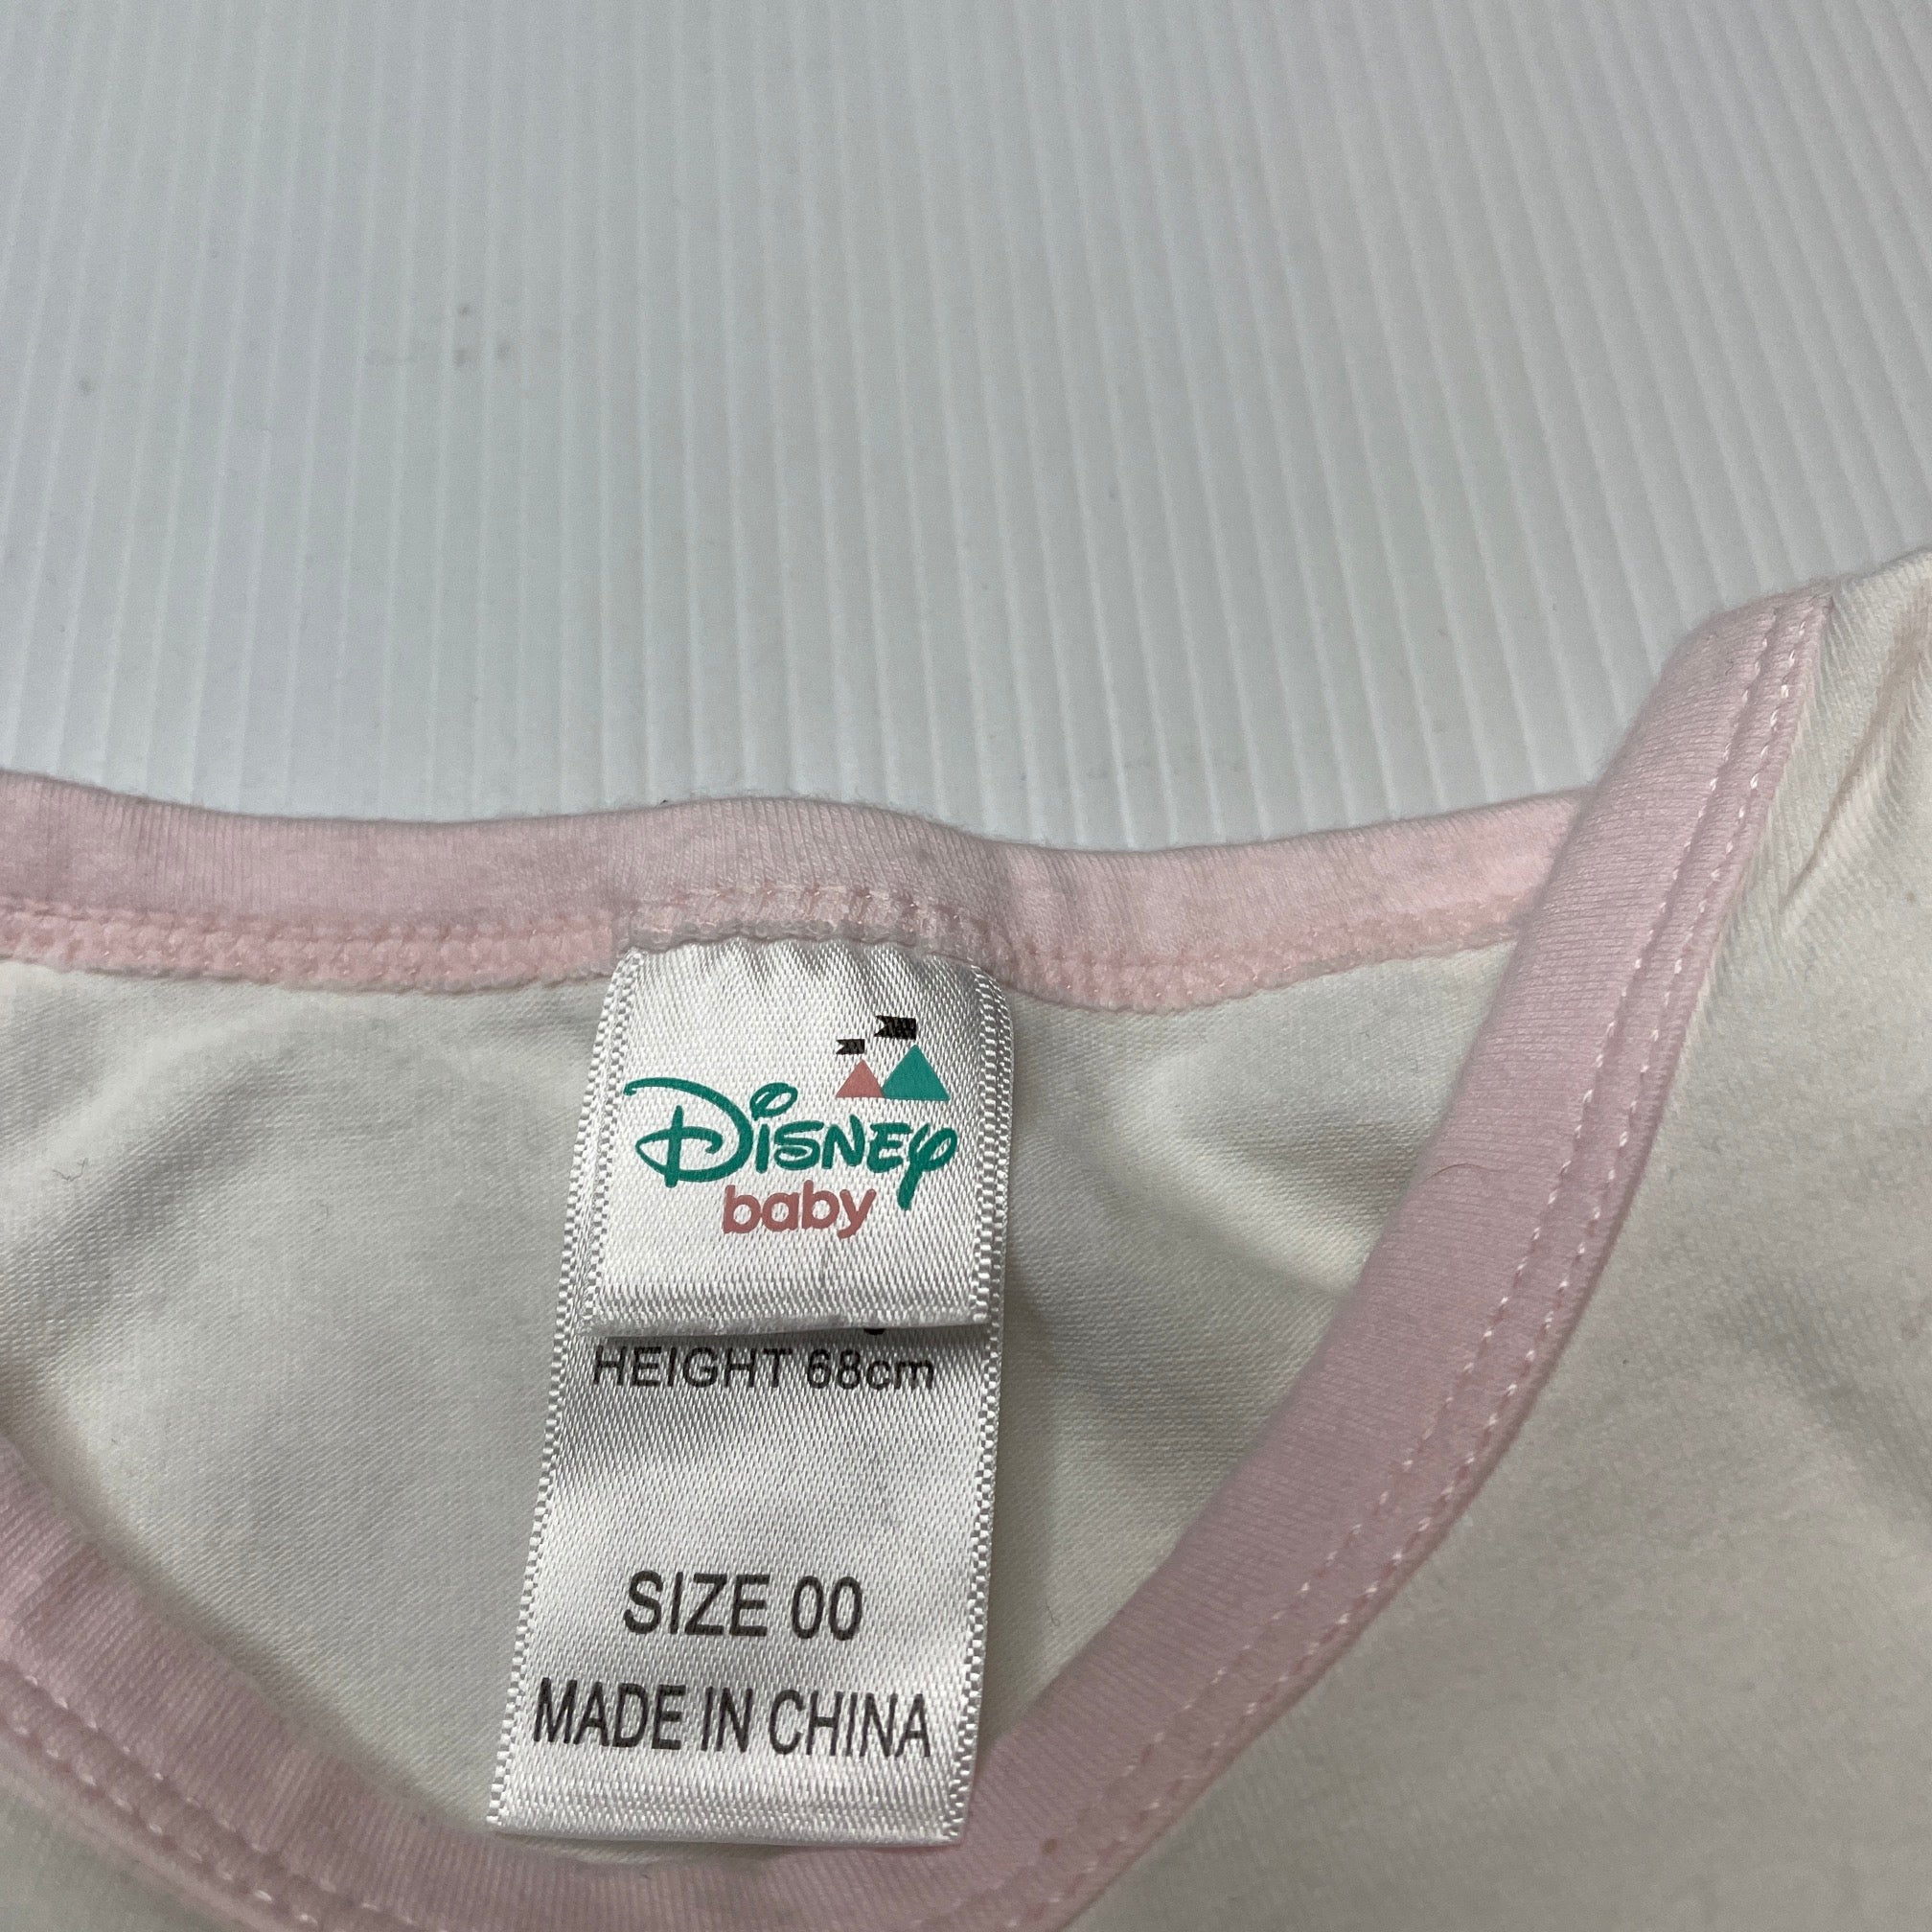 Disney
baby
HEIGHT 68cm
SIZE 00
MADE IN CHINA